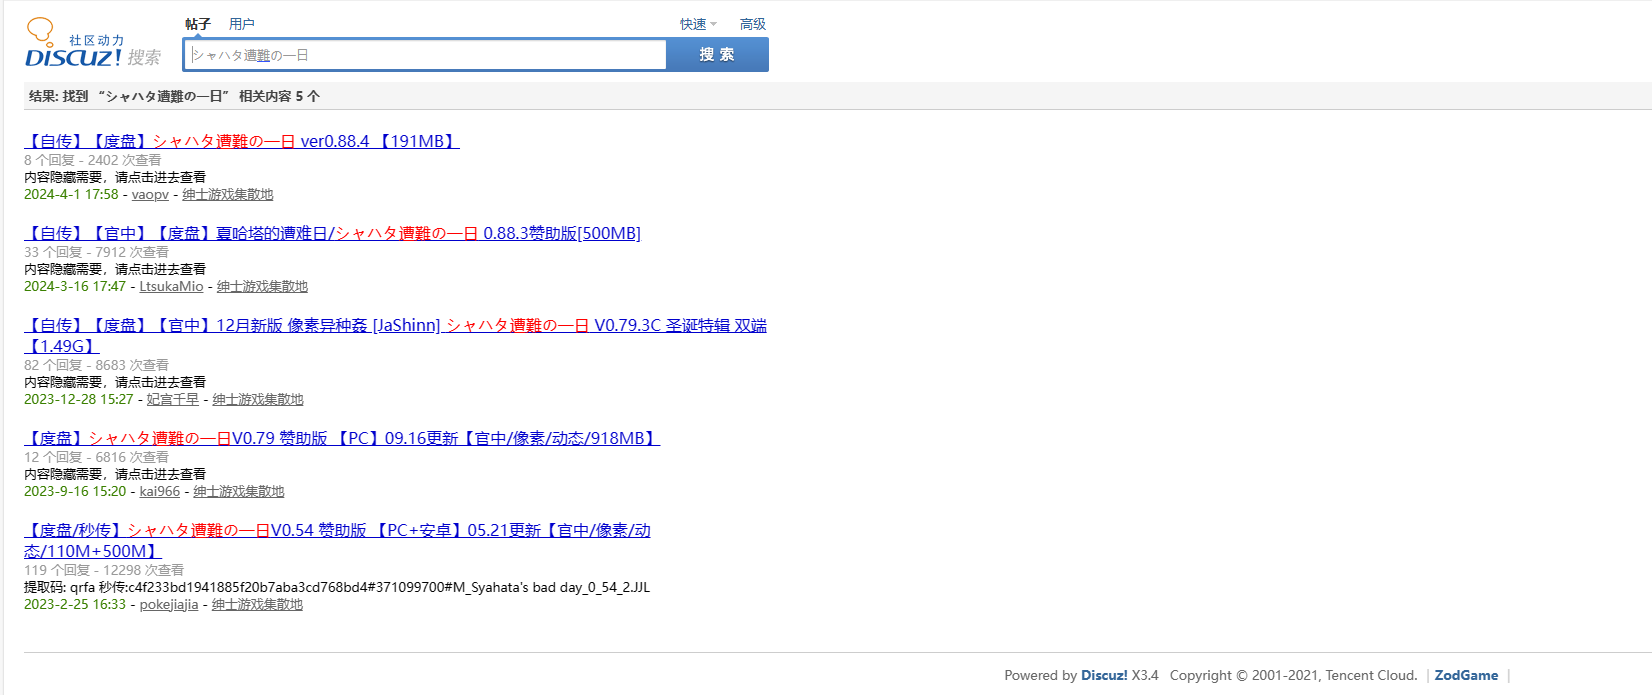 帖子 用户 快速 高级
社区动力
DISCUZ! 搜索
シャハタ遭難の一日 搜 索
结果: 找到 “シャハタ遭難の一日” 相关内容 5 个
【自传】【度盘】シャハタ遭難の一日 ver0.88.4 【191MB】
8 个回复 - 2402 次查看
内容隐藏需要，请点击进去查看
2024-4-1 17:58 - vaopv - 绅士游戏集散地
【自传】【官中】【度盘】夏哈塔的遭难日/シャハタ遭難の一日 0.88.3赞助版[500MB]
33 个回复 - 7912 次查看
内容隐藏需要，请点击进去查看
2024-3-16 17:47 - LtsukaMio - 绅士游戏集散地
【自传】【度盘】【官中】12月新版 像素异种姦 [JaShinn] シャハタ遭難の一日 V0.79.3C 圣诞特辑 双端
【1.49G】
82 个回复 - 8683 次查看
内容隐藏需要，请点击进去查看
2023-12-28 15:27 - 妃宫千早 - 绅士游戏集散地
【度盘】シャハタ遭難の一日V0.79 赞助版 【PC】09.16更新【官中/像素/动态/918MB】
12 个回复 - 6816 次查看
内容隐藏需要，请点击进去查看
2023-9-16 15:20 - kai966 - 绅士游戏集散地
【度盘/秒传】シャハタ遭難の一日V0.54 赞助版 【PC+安卓】05.21更新【官中/像素/动
态/110M+500M】
119 个回复 - 12298 次查看
提取码: qrfa 秒传:c4f233bd1941885f20b7aba3cd768bd4#371099700#M_Syahata's bad day_0_54_2.JJL
2023-2-25 16:33 - pokejiajia - 绅士游戏集散地
Powered by Discuz! X3.4 Copyright © 2001-2021, Tencent Cloud. | ZodGame |